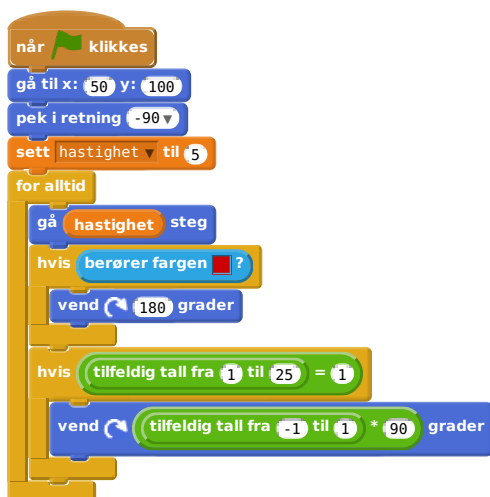 når klikkes
gå til x: 50 y: 100
pek i retning -90▼
sett hastighet ▼ til 5
for alltid
gå hastighet steg
hvis berører fargen ?
vend 180 grader
hvis tilfeldig tall fra 1 til 25 = 1
vend tilfeldig tall fra -1 til 1 * 90 grader